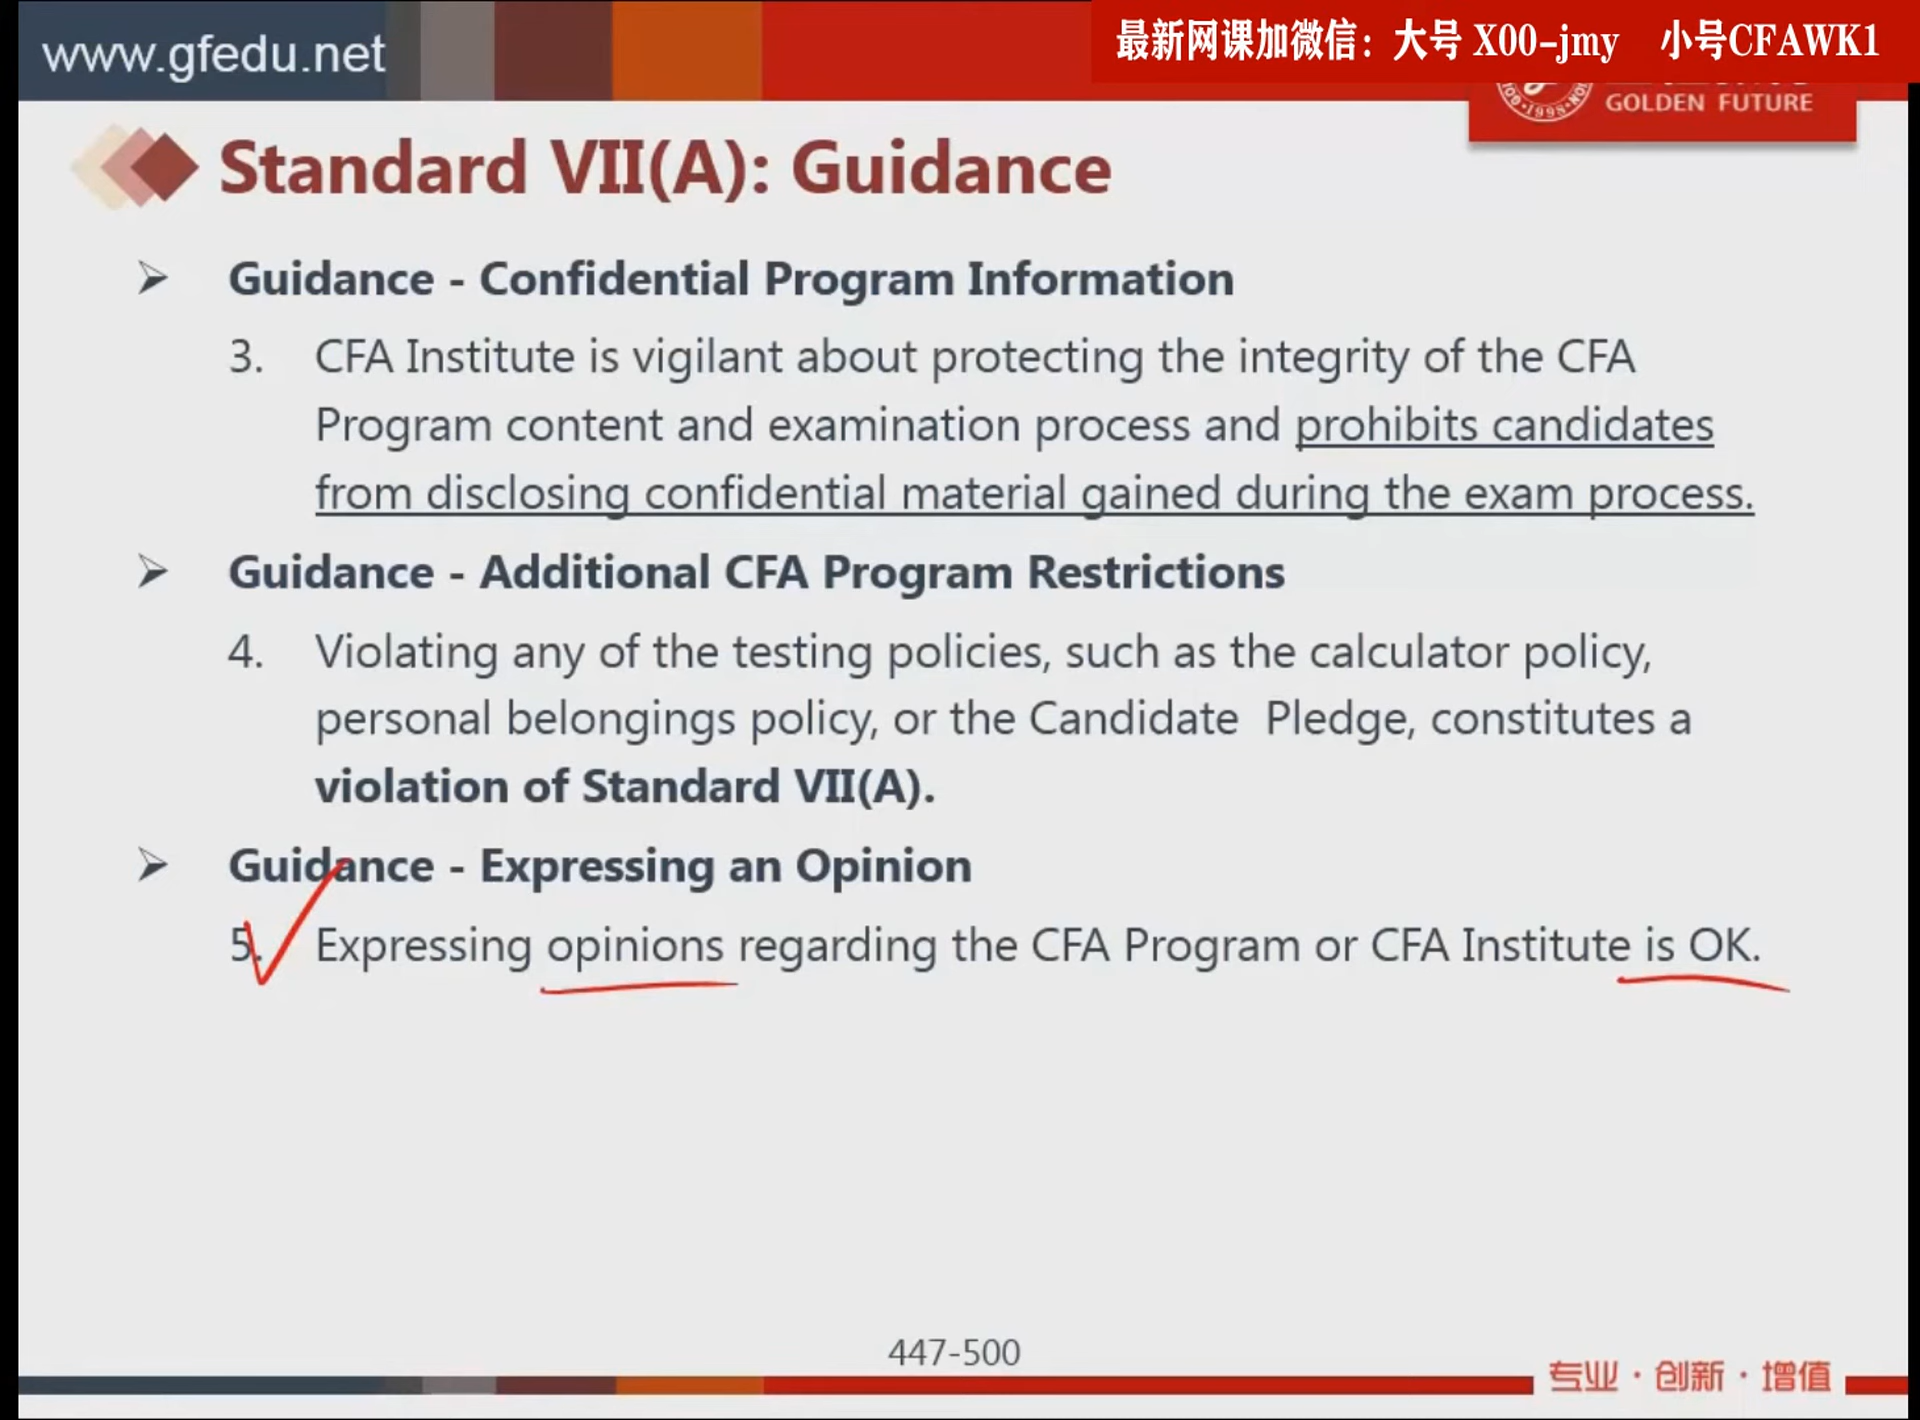 www.gfedu.net
最新网课加微信：大号 X00-jmy 小号CFAWK1
1998
GOLDEN FUTURE
Standard VII(A): Guidance
➢ Guidance - Confidential Program Information
3. CFA Institute is vigilant about protecting the integrity of the CFA
Program content and examination process and prohibits candidates
from disclosing confidential material gained during the exam process.
➢ Guidance - Additional CFA Program Restrictions
4. Violating any of the testing policies, such as the calculator policy,
personal belongings policy, or the Candidate Pledge, constitutes a
violation of Standard VII(A).
➢ Guidance - Expressing an Opinion
5. Expressing opinions regarding the CFA Program or CFA Institute is OK.
447-500
专业·创新·增值